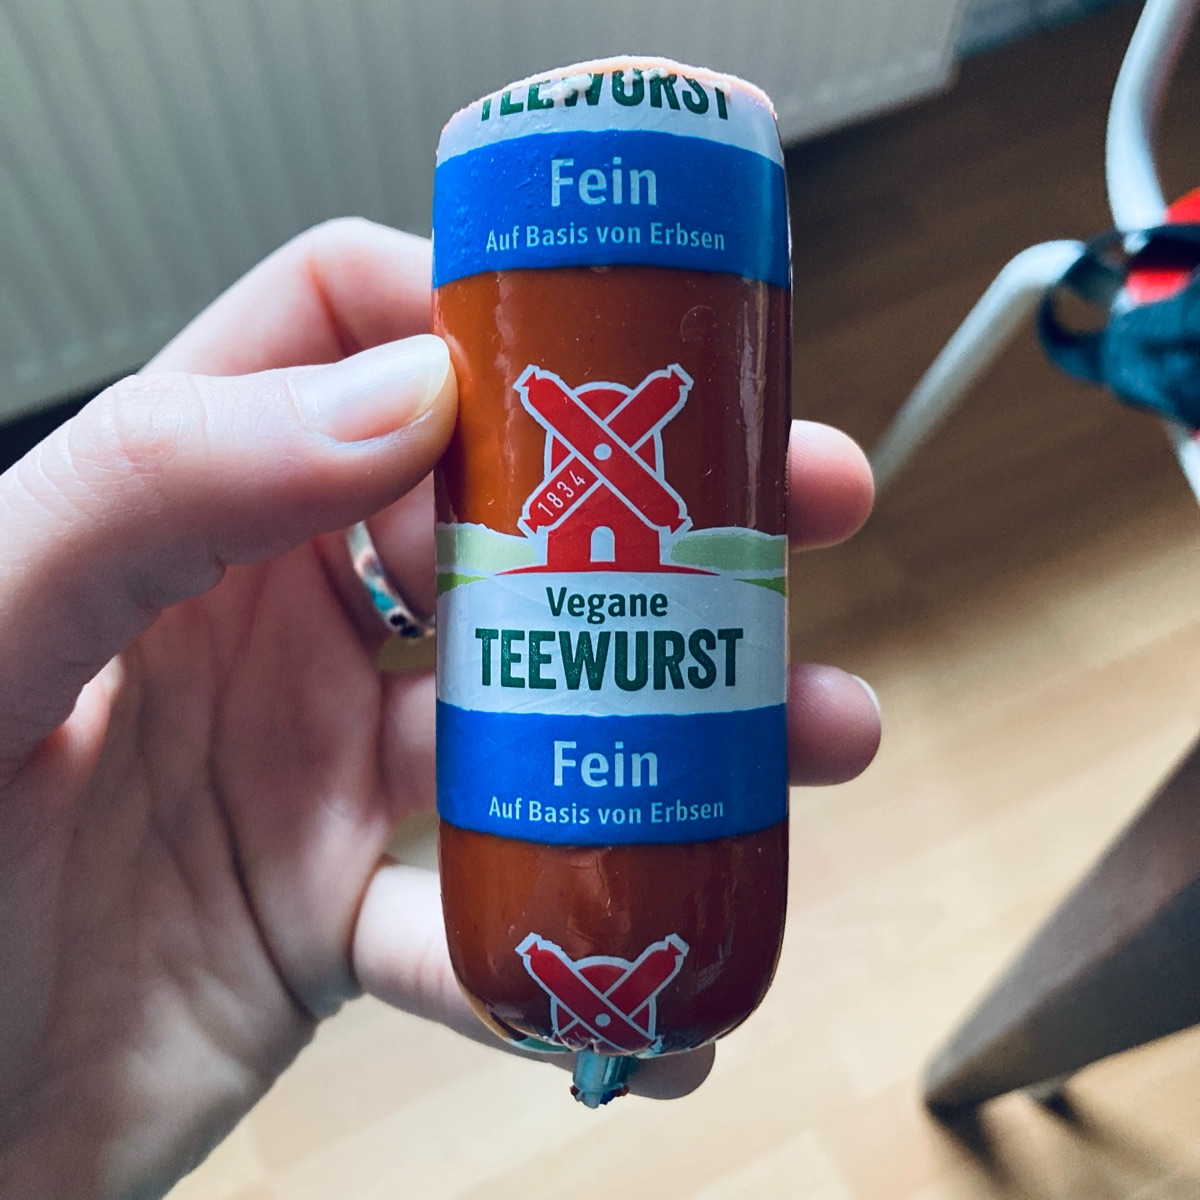 TEEWURST
Fein
Auf Basis von Erbsen
1834
Vegane
TEEWURST
Fein
Auf Basis von Erbsen